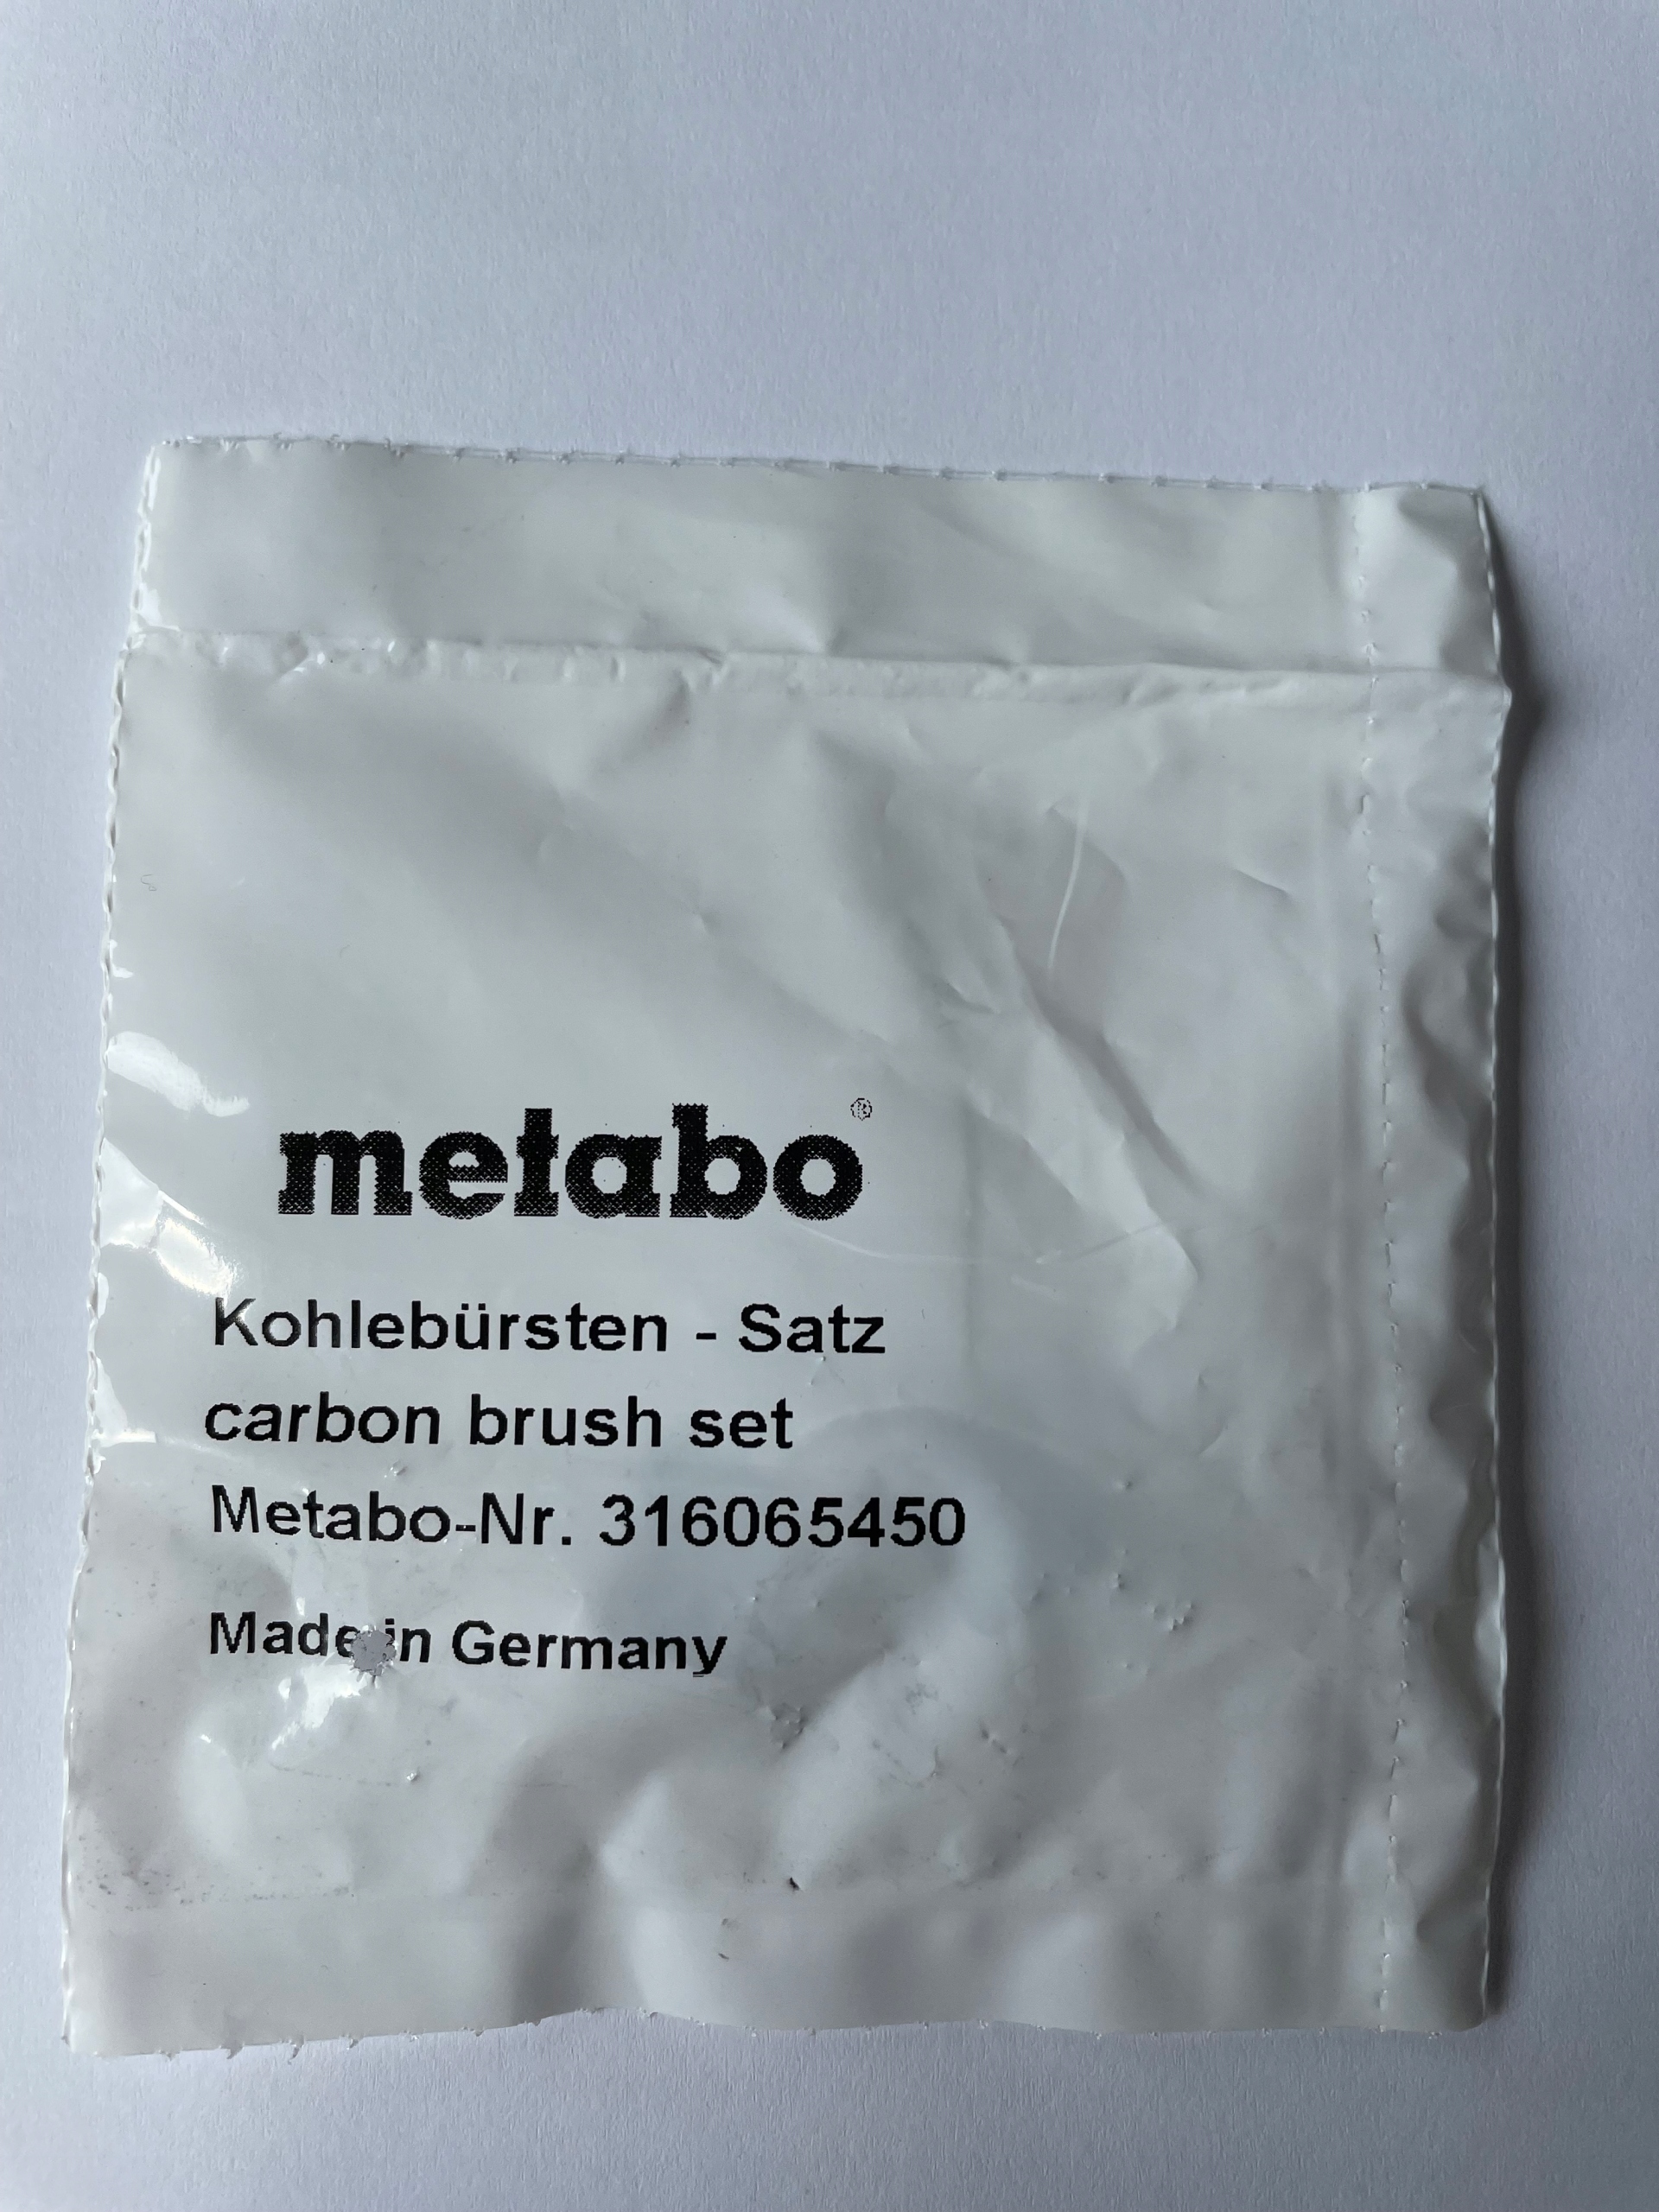 metabo®
Kohlebürsten - Satz
carbon brush set
Metabo-Nr. 316065450
Made in Germany